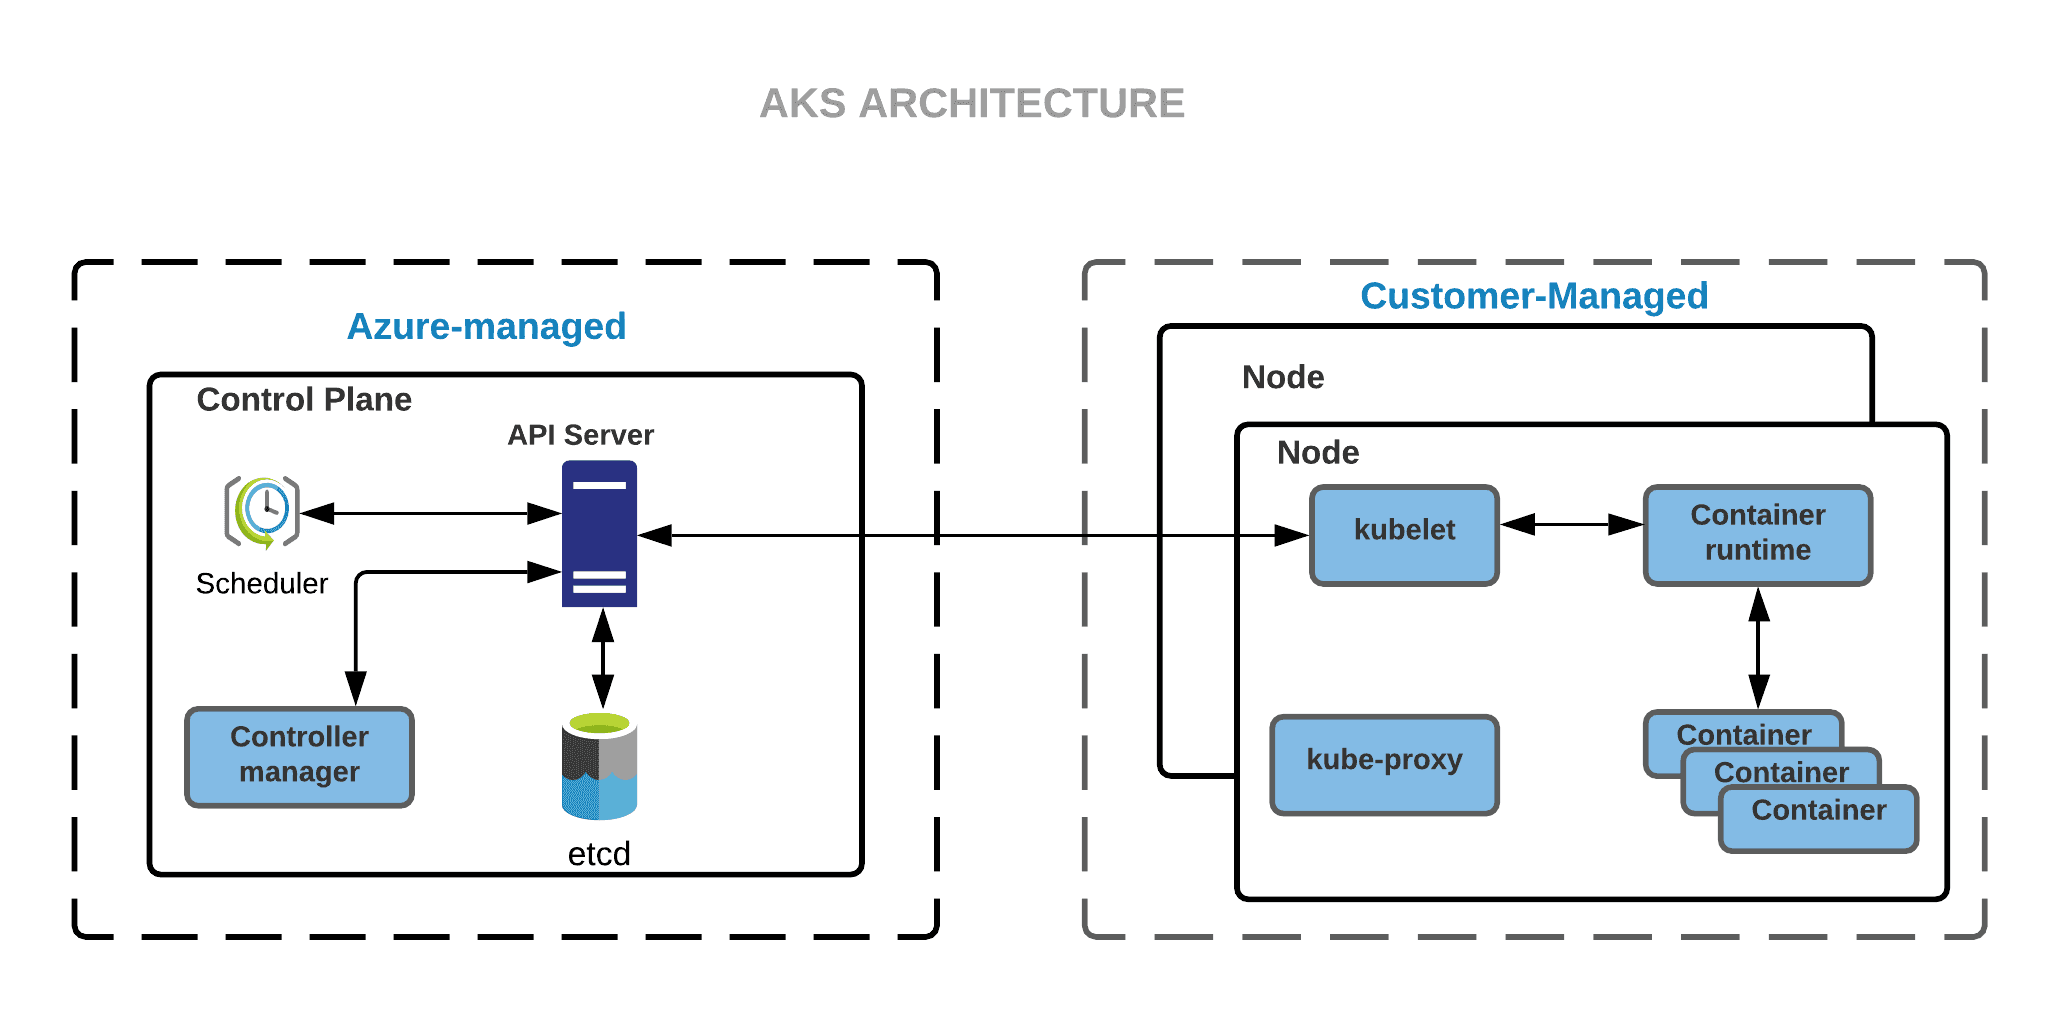 AKS ARCHITECTURE
Azure-managed
Control Plane
API Server
Scheduler
Controller
manager
etcd
Customer-Managed
Node
Node
kubelet
Container
runtime
kube-proxy
Container
Container
Container